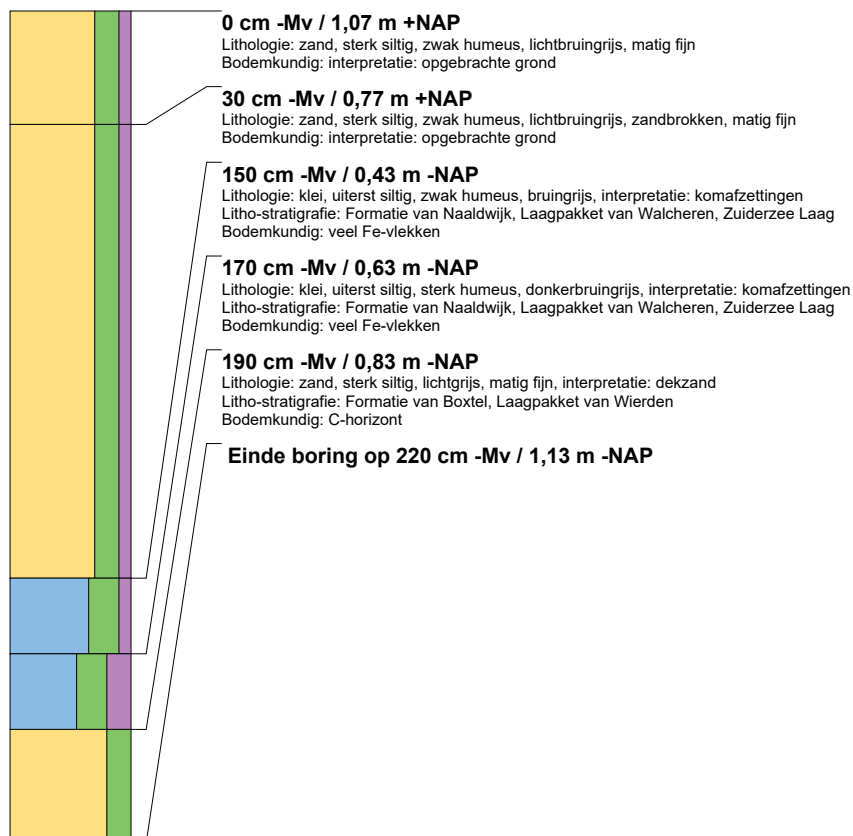 0 cm -Mv / 1,07 m +NAP
Lithologie: zand, sterk siltig, zwak humeus, lichtbruingrijs, matig fijn
Bodemkundig: interpretatie: opgebrachte grond
30 cm -Mv / 0,77 m +NAP
Lithologie: zand, sterk siltig, zwak humeus, lichtbruingrijs, zandbrokken, matig fijn
Bodemkundig: interpretatie: opgebrachte grond
150 cm -Mv / 0,43 m -NAP
Lithologie: klei, uiterst siltig, zwak humeus, bruingrijs, interpretatie: komafzettingen
Litho-stratigrafie: Formatie van Naaldwijk, Laagpakket van Walcheren, Zuiderzee Laag
Bodemkundig: veel Fe-vlekken
170 cm -Mv / 0,63 m -NAP
Lithologie: klei, uiterst siltig, sterk humeus, donkerbruingrijs, interpretatie: komafzettingen
Litho-stratigrafie: Formatie van Naaldwijk, Laagpakket van Walcheren, Zuiderzee Laag
Bodemkundig: veel Fe-vlekken
190 cm -Mv / 0,83 m -NAP
Lithologie: zand, sterk siltig, lichtgrijs, matig fijn, interpretatie: dekzand
Litho-stratigrafie: Formatie van Boxtel, Laagpakket van Wierden
Bodemkundig: C-horizont
Einde boring op 220 cm -Mv / 1,13 m -NAP